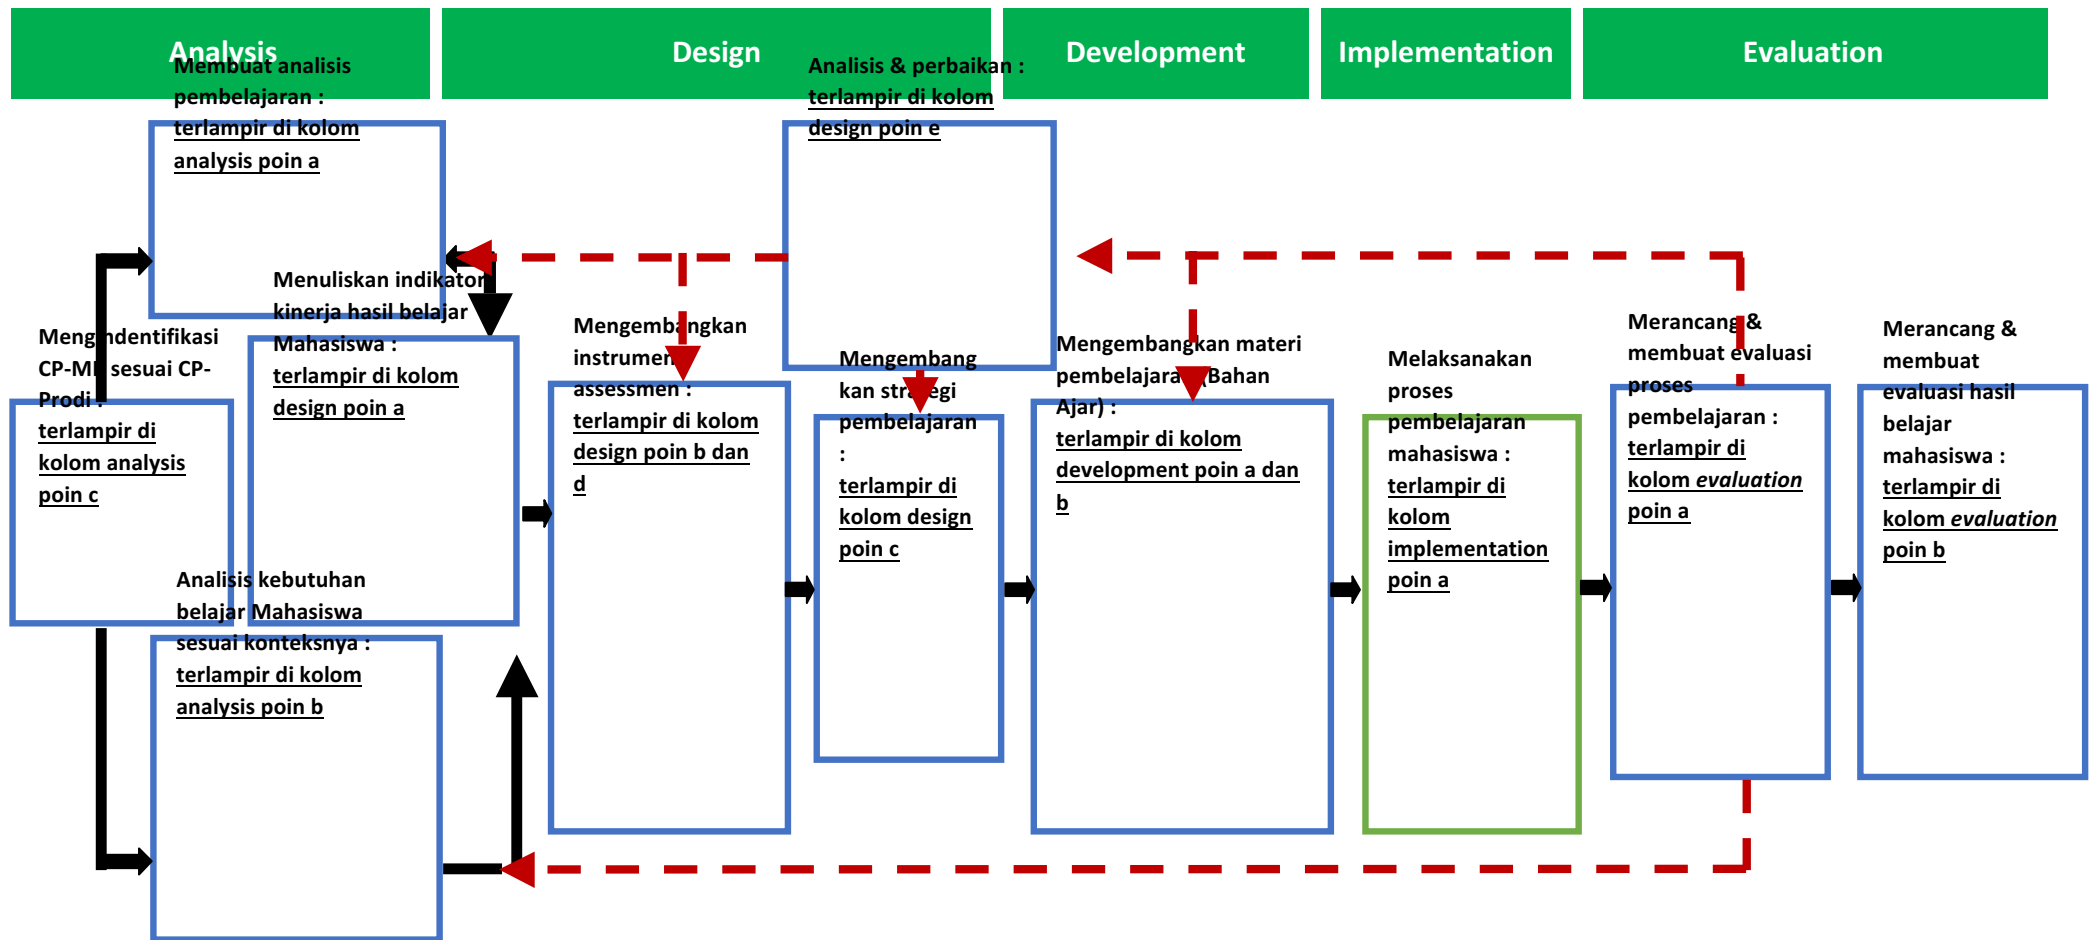 Analysis
Design
Development
Implementation
Evaluation
Membuat analisis
pembelajaran :
terlampir di kolom
analysis poin a
Analisis & perbaikan :
terlampir di kolom
design poin e
Mengindentifikasi
CP-MK sesuai CP-
Prodi :
terlampir di
kolom analysis
poin c
Menuliskan indikator
kinerja hasil belajar
Mahasiswa :
terlampir di kolom
design poin a
Analisis kebutuhan
belajar Mahasiswa
sesuai konteksnya :
terlampir di kolom
analysis poin b
Mengembangkan
instrumen
assessmen :
terlampir di kolom
design poin b dan
d
Mengembang
kan strategi
pembelajaran
:
terlampir di
kolom design
poin c
Mengembangkan materi
pembelajaran (Bahan
Ajar) :
terlampir di kolom
development poin a dan
b
Melaksanakan
proses
pembelajaran
mahasiswa :
terlampir di
kolom
implementation
poin a
Merancang &
membuat evaluasi
proses
pembelajaran :
terlampir di
kolom evaluation
poin a
Merancang &
membuat
evaluasi hasil
belajar
mahasiswa :
terlampir di
kolom evaluation
poin b